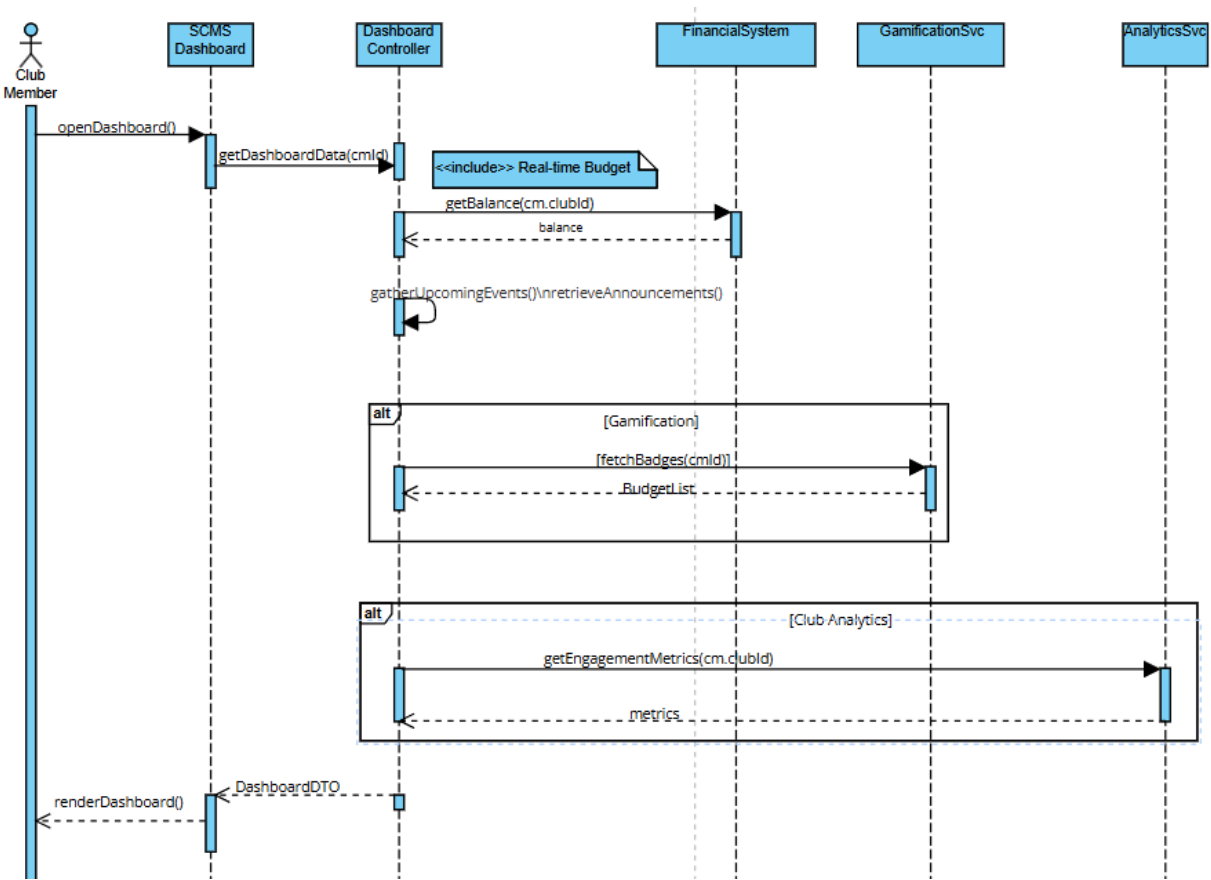 SCMS
Dashboard
Dashboard
Controller
FinancialSystem
GamificationSvc
AnalyticsSvc
Club
Member
openDashboard()
getDashboardData(cmId)
<<include>> Real-time Budget
getBalance(cm.clubId)
balance
gatherUpcomingEvents()\nretrieveAnnouncements()
alt
[Gamification]
[fetchBadges(cmId)]
BudgetList
alt
[Club Analytics]
getEngagementMetrics(cm.clubId)
metrics
DashboardDTO
renderDashboard()